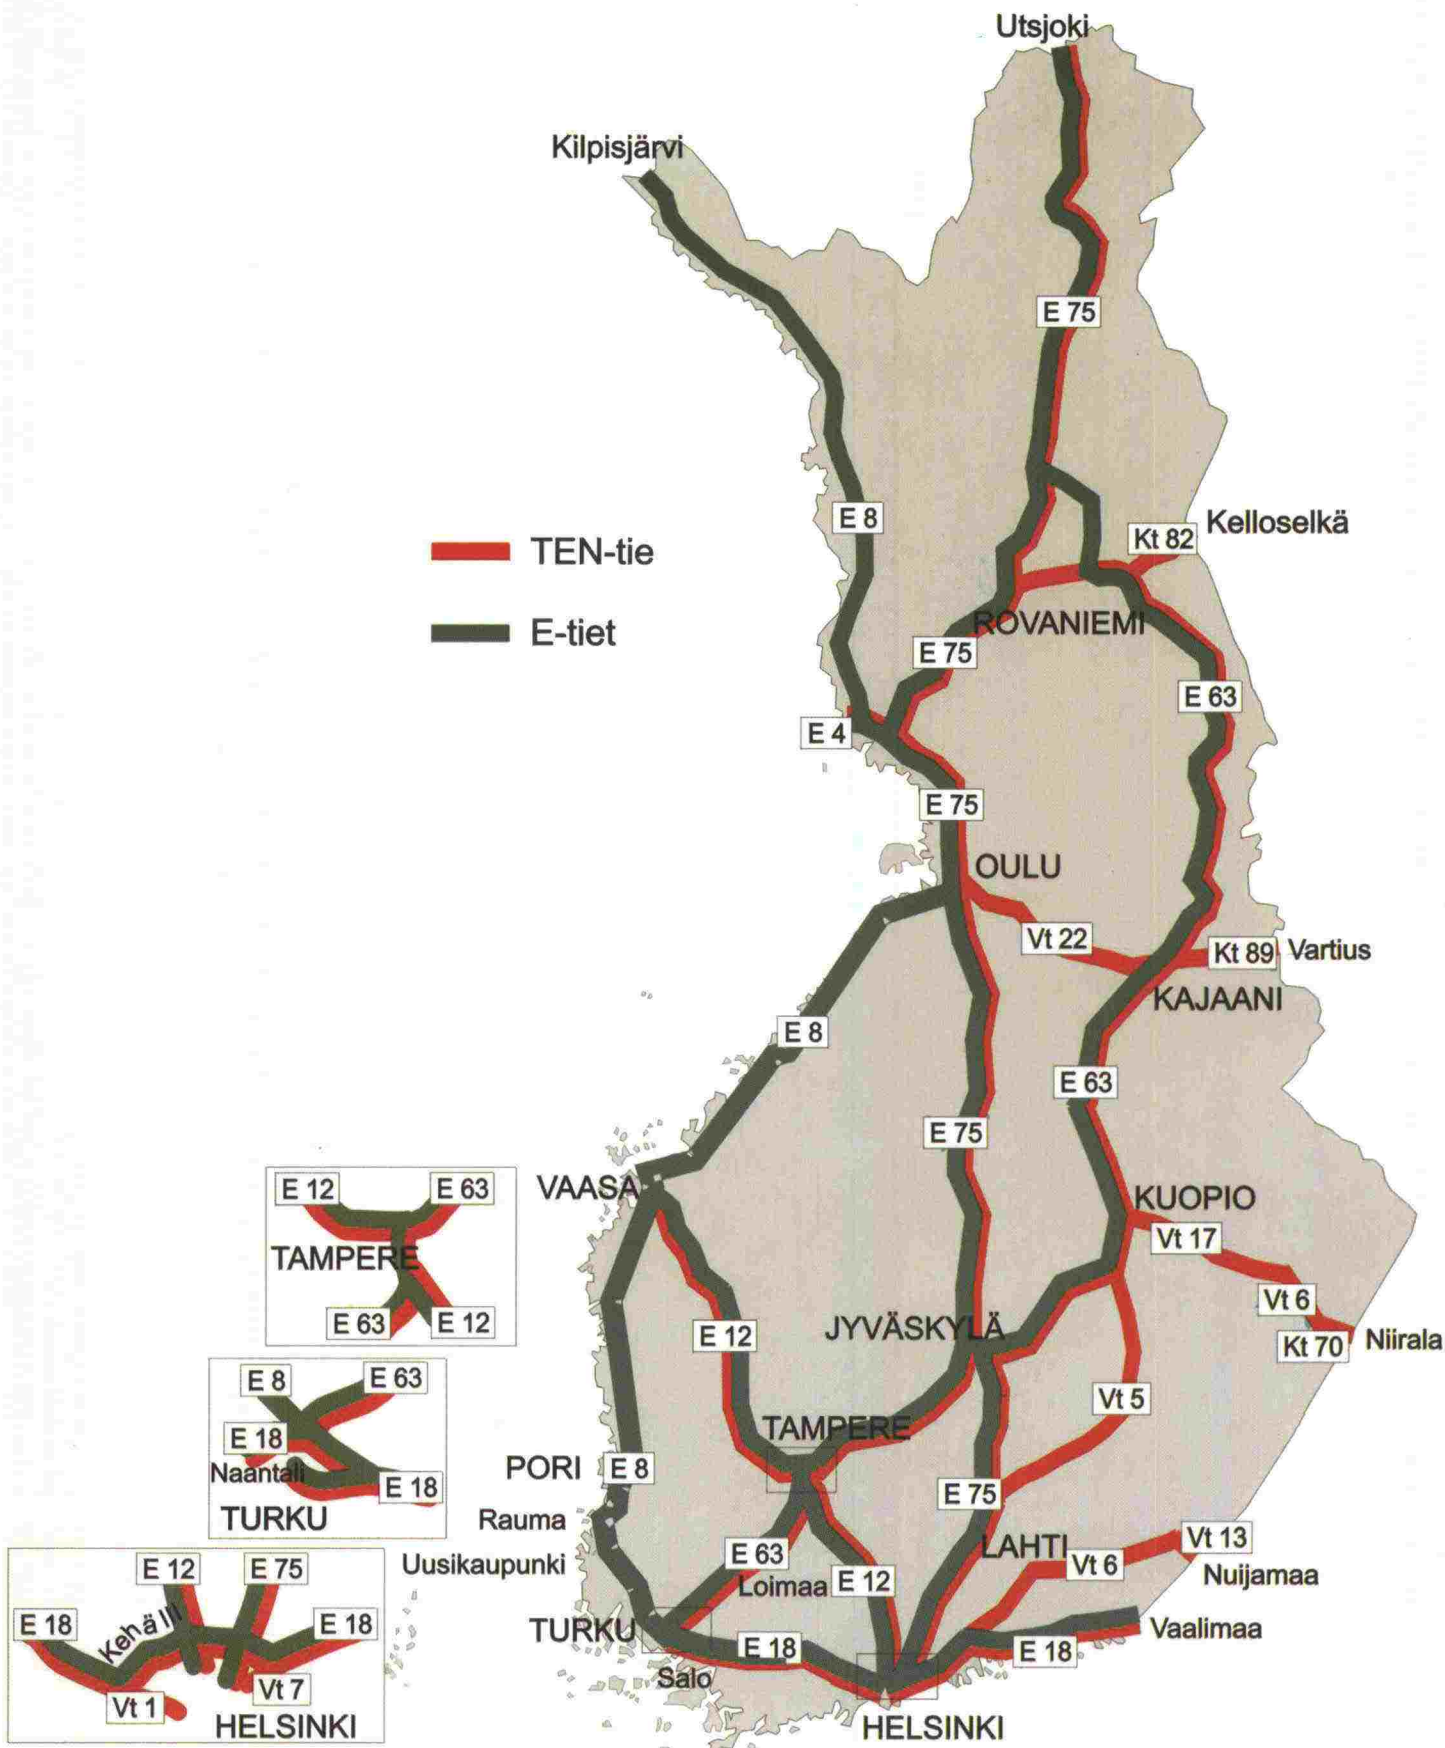 Utsjoki
Kilpisjärvi
E 75
E 8
Kelloselkä
Kt 82
TEN-tie
E-tiet
ROVANIEMI
E 75
E 63
E 4
E 75
OULU
Vt 22
Kt 89 Vartius
KAJAANI
E 8
E 63
E 75
VAASA
KUOPIO
Vt 17
Vt 6
Kt 70 Niirala
JYVÄSKYLÄ
E 12
Vt 5
TAMPERE
PORI E 8
E 75
Rauma
LAHTI
Vt 6
Vt 13
Nuijamaa
Uusikaupunki
E 63
Loimaa
E 12
TURKU
E 18
Salo
E 18
Vaalimaa
HELSINKI
E 12
E 63
TAMPERE
E 63
E 12
E 8
E 63
E 18
Naantali
E 18
TURKU
E 12
E 75
E 18
Kehä III
E 18
Vt 1
Vt 7
HELSINKI